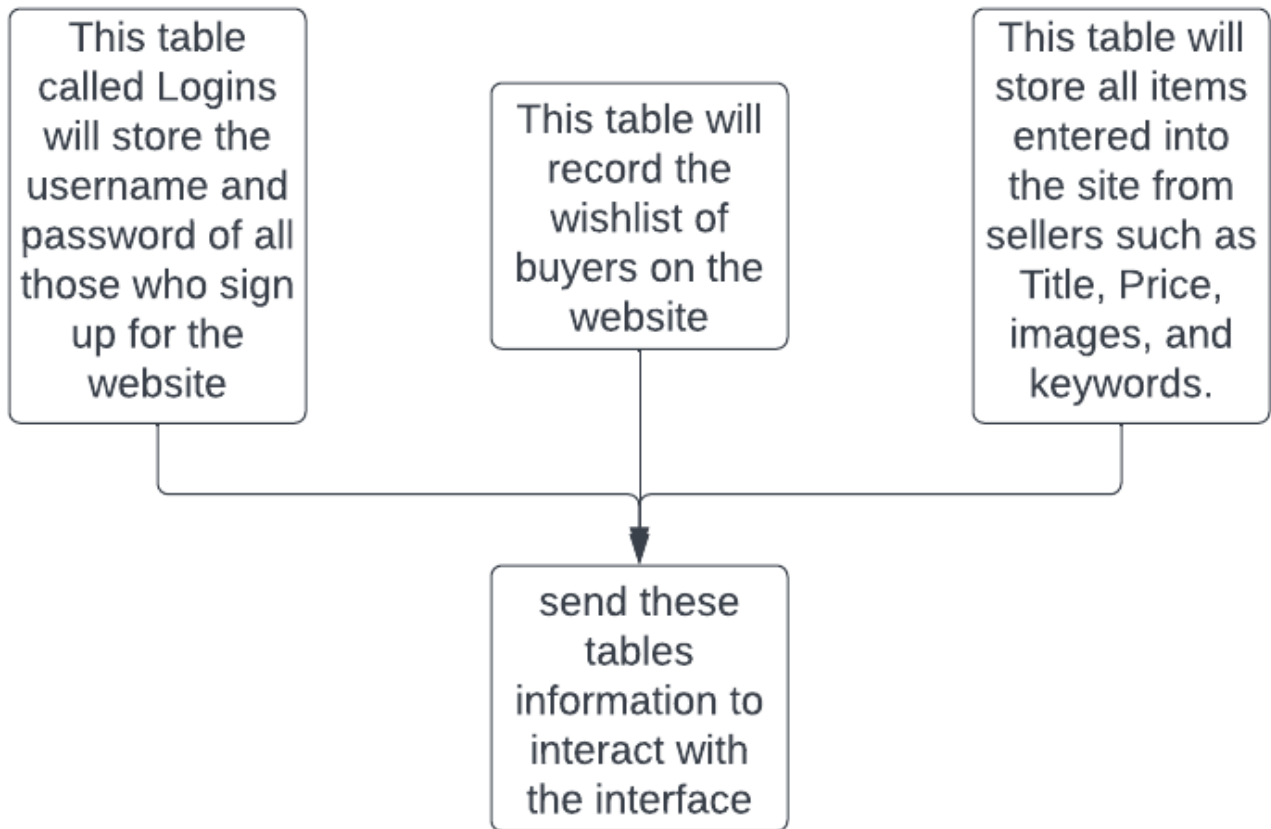 This table
called Logins
will store the
username and
password of all
those who sign
up for the
website
This table will
record the
wishlist of
buyers on the
website
This table will
store all items
entered into
the site from
sellers such as
Title, Price,
images, and
keywords.
send these
tables
information to
interact with
the interface